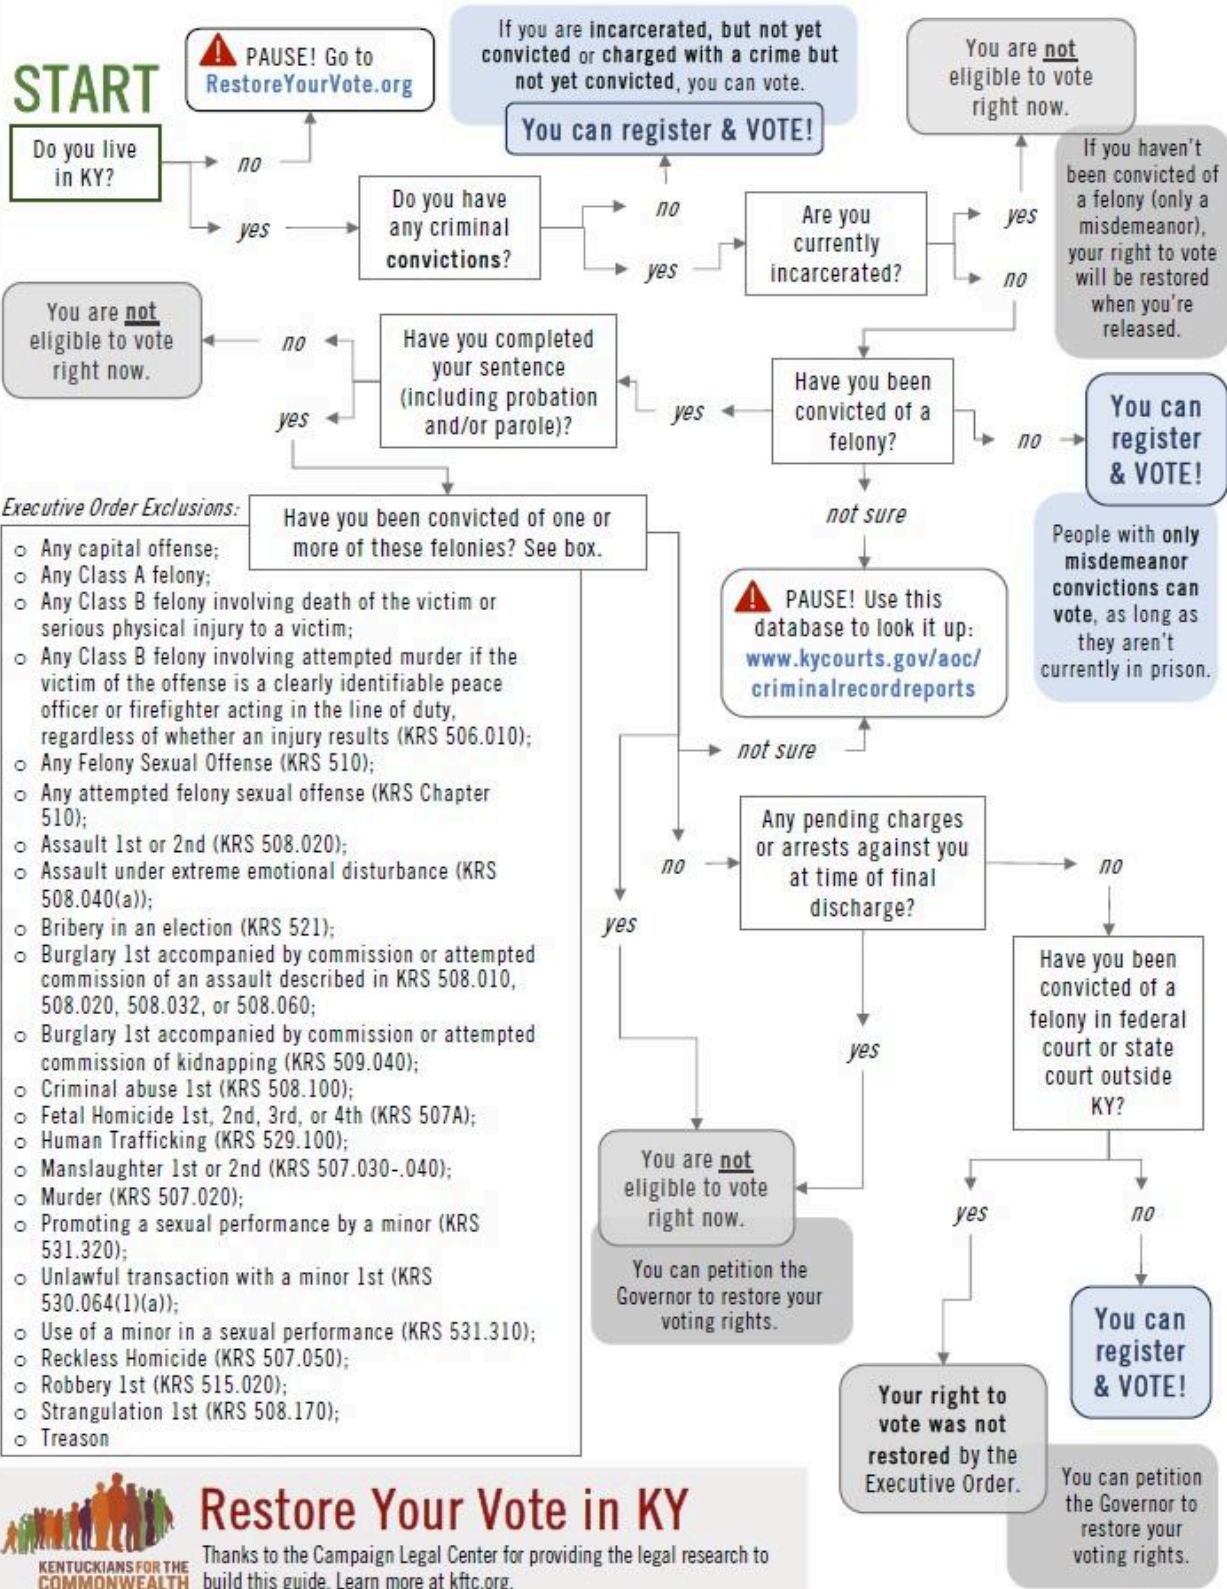 START
PAUSE! Go to
RestoreYourVote.org
If you are incarcerated, but not yet
convicted or charged with a crime but
not yet convicted, you can vote.
You can register & VOTE!
You are not
eligible to vote
right now.
If you haven't
been convicted of
a felony (only a
misdemeanor),
your right to vote
will be restored
when you're
released.
Do you live
in KY?
no
yes
Do you have
any criminal
convictions?
no
yes
Are you
currently
incarcerated?
yes
no
You are not
eligible to vote
right now.
no
yes
Have you completed
your sentence
(including probation
and/or parole)?
yes
Have you been
convicted of a
felony?
no
You can
register
& VOTE!
People with only
misdemeanor
convictions can
vote, as long as
they aren't
currently in prison.
not sure
PAUSE! Use this
database to look it up:
www.kycourts.gov/aoc/
criminalrecordreports
Have you been convicted of one or
more of these felonies? See box.
Executive Order Exclusions:
o Any capital offense;
o Any Class A felony;
o Any Class B felony involving death of the victim or
serious physical injury to a victim;
o Any Class B felony involving attempted murder if the
victim of the offense is a clearly identifiable peace
officer or firefighter acting in the line of duty,
regardless of whether an injury results (KRS 506.010);
o Any Felony Sexual Offense (KRS 510);
o Any attempted felony sexual offense (KRS Chapter
510);
o Assault 1st or 2nd (KRS 508.020);
o Assault under extreme emotional disturbance (KRS
508.040(a));
o Bribery in an election (KRS 521);
o Burglary 1st accompanied by commission or attempted
commission of an assault described in KRS 508.010,
508.020, 508.032, or 508.060;
o Burglary 1st accompanied by commission or attempted
commission of kidnapping (KRS 509.040);
o Criminal abuse 1st (KRS 508.100);
o Fetal Homicide 1st, 2nd, 3rd, or 4th (KRS 507A);
o Human Trafficking (KRS 529.100);
o Manslaughter 1st or 2nd (KRS 507.030-.040);
o Murder (KRS 507.020);
o Promoting a sexual performance by a minor (KRS
531.320);
o Unlawful transaction with a minor 1st (KRS
530.064(1)(a));
o Use of a minor in a sexual performance (KRS 531.310);
o Reckless Homicide (KRS 507.050);
o Robbery 1st (KRS 515.020);
o Strangulation 1st (KRS 508.170);
o Treason
not sure
no
yes
Any pending charges
or arrests against you
at time of final
discharge?
no
yes
Have you been
convicted of a
felony in federal
court or state
court outside
KY?
yes
no
You are not
eligible to vote
right now.
You can petition the
Governor to restore your
voting rights.
You can
register
& VOTE!
Your right to
vote was not
restored by the
Executive Order.
You can petition
the Governor to
restore your
voting rights.
KENTUCKIANS FOR THE
COMMONWEALTH
Restore Your Vote in KY
Thanks to the Campaign Legal Center for providing the legal research to
build this guide. Learn more at kftc.org.